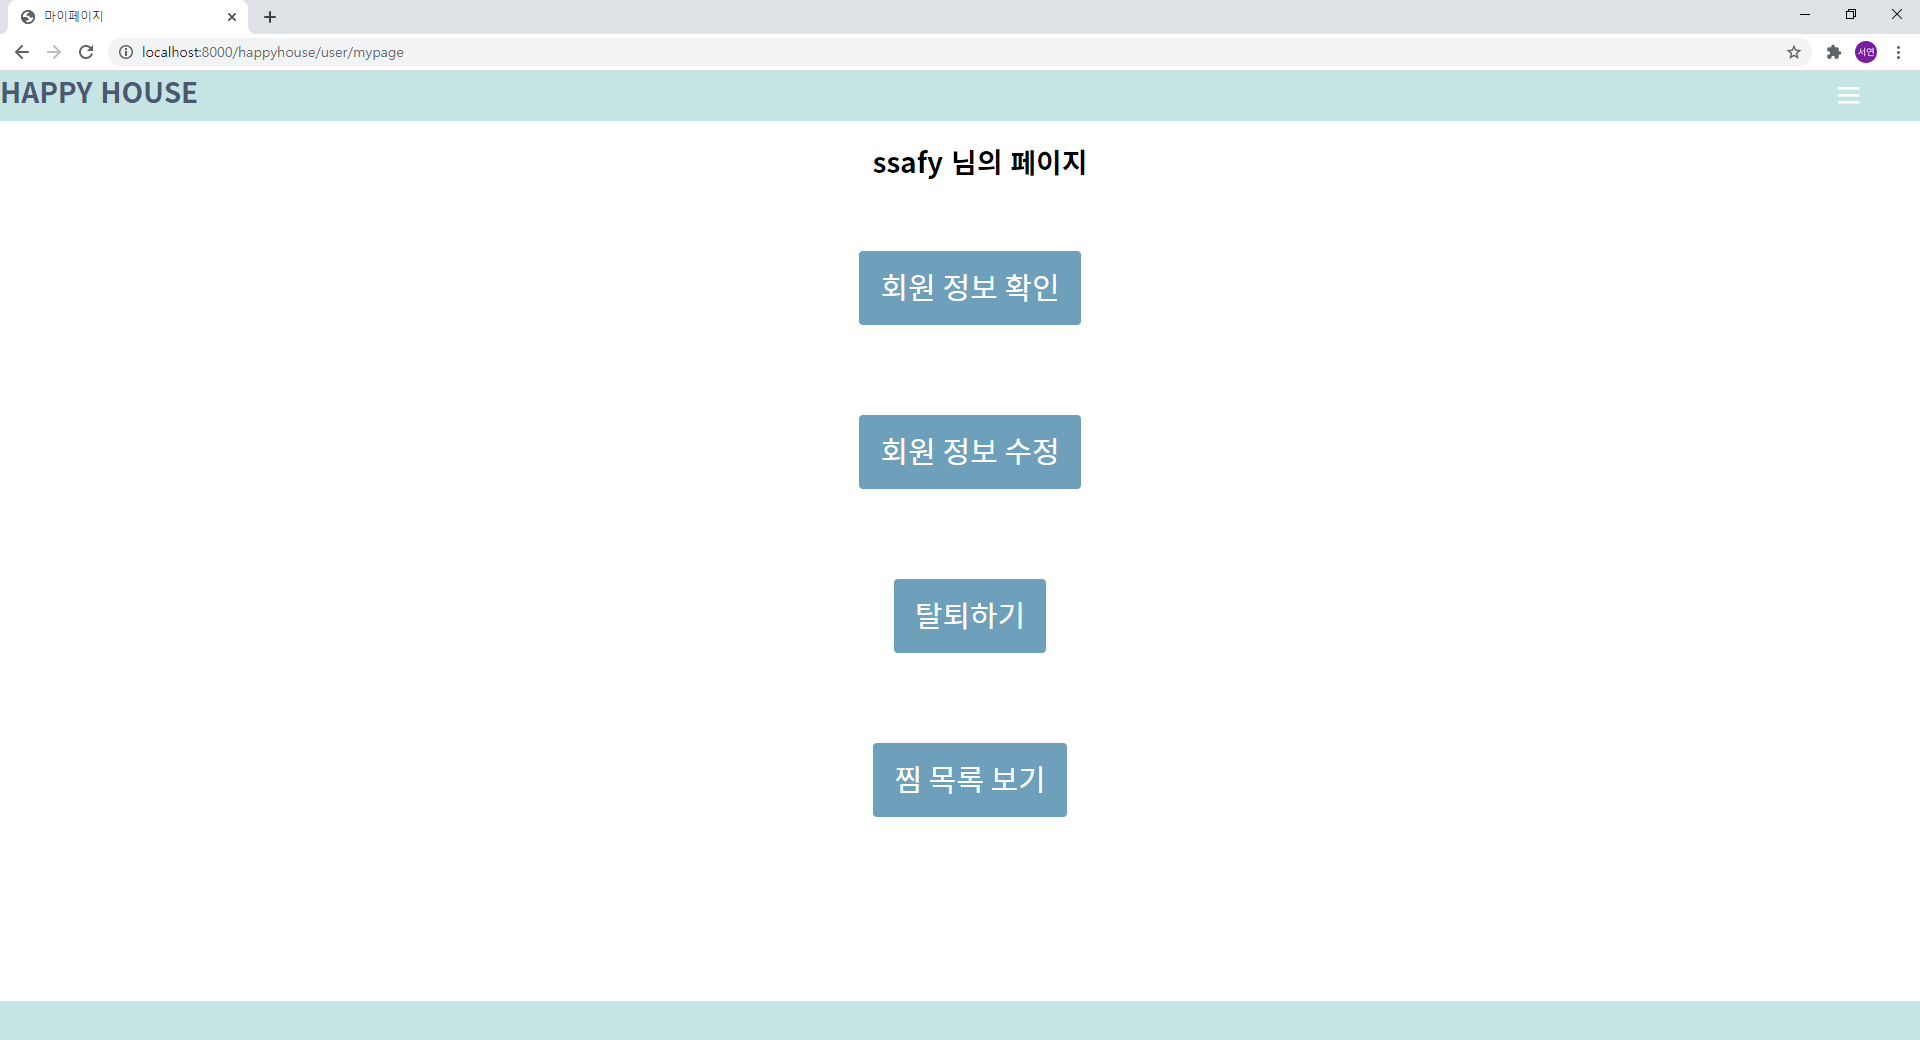 마이페이지
localhost:8000/happyhouse/user/mypage
서연
HAPPY HOUSE
ssafy 님의 페이지
회원 정보 확인
회원 정보 수정
탈퇴하기
찜 목록 보기